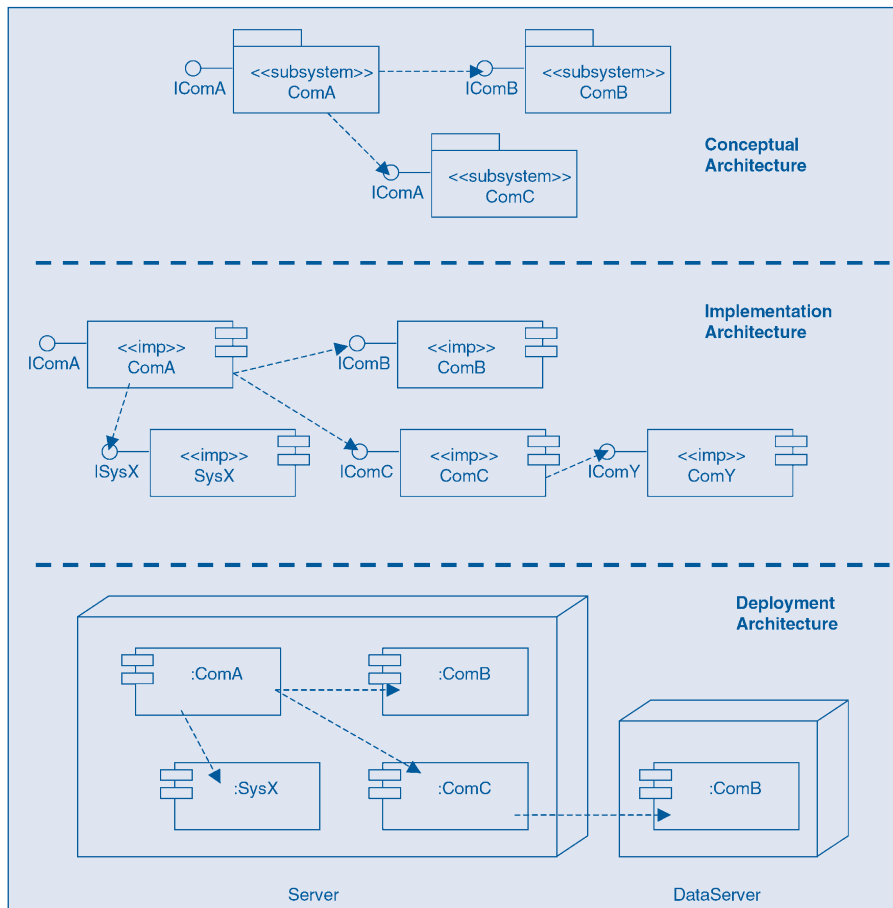 <<subsystem>>
ComA
IComA
<<subsystem>>
ComB
IComB
<<subsystem>>
ComC
IComA
Conceptual
Architecture
Implementation
Architecture
<<imp>>
ComA
IComA
<<imp>>
ComB
IComB
<<imp>>
SysX
ISysX
<<imp>>
ComC
IComC
<<imp>>
ComY
IComY
Deployment
Architecture
:ComA
:ComB
:SysX
:ComC
:ComB
Server
DataServer